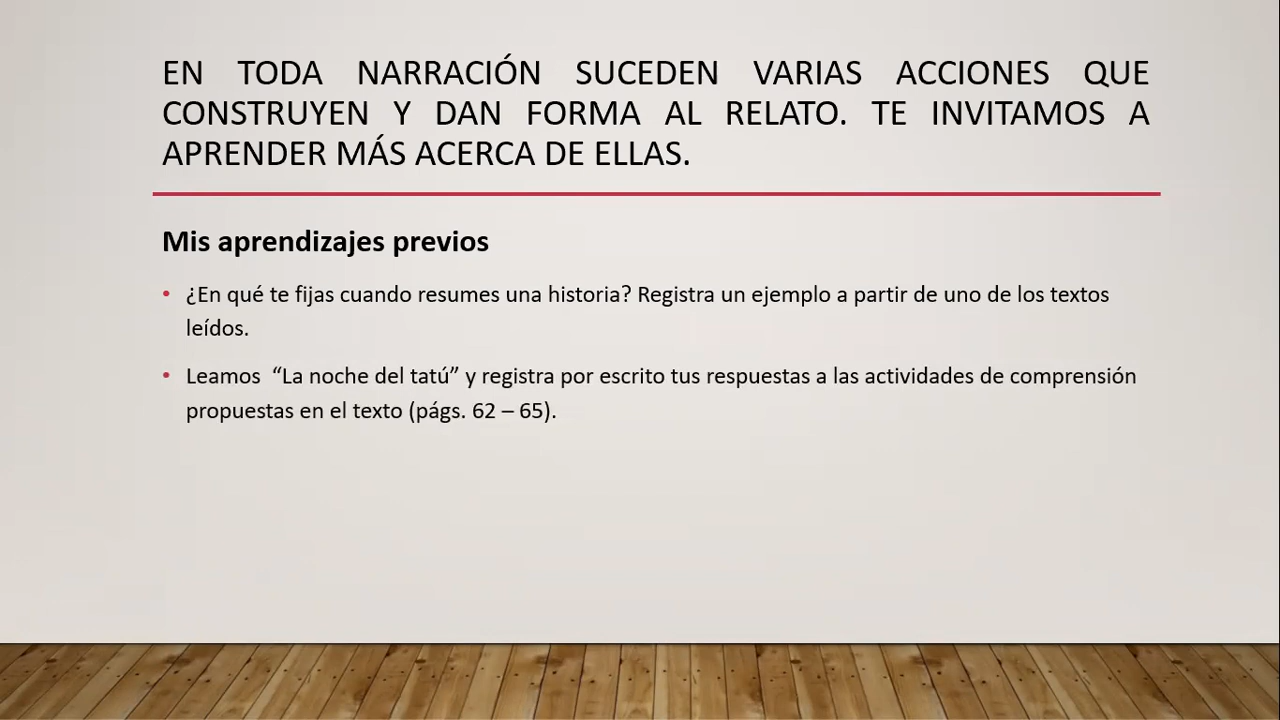 EN TODA NARRACIÓN SUCEDEN VARIAS ACCIONES QUE
CONSTRUYEN Y DAN FORMA AL RELATO. TE INVITAMOS A
APRENDER MÁS ACERCA DE ELLAS.
Mis aprendizajes previos
• ¿En qué te fijas cuando resumes una historia? Registra un ejemplo a partir de uno de los textos
leídos.
• Leamos “La noche del tatú” y registra por escrito tus respuestas a las actividades de comprensión
propuestas en el texto (págs. 62 – 65).